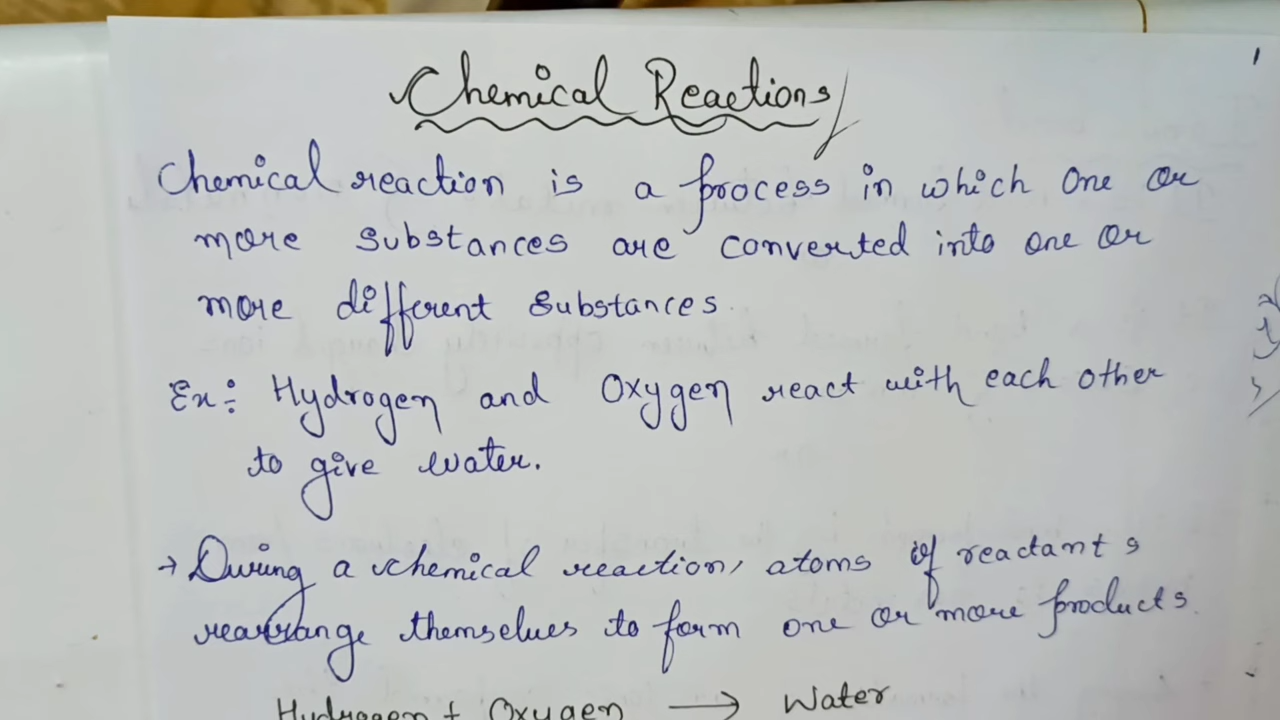 Chemical Reactions
Chemical reaction is a process in which One or
more substances are converted into one or
more different substances.
Ex: Hydrogen and Oxygen react with each other
to give water.
→ During a chemical reaction, atoms of reactants
rearrange themselves to form one or more products.
Hydrogen + Oxygen → Water